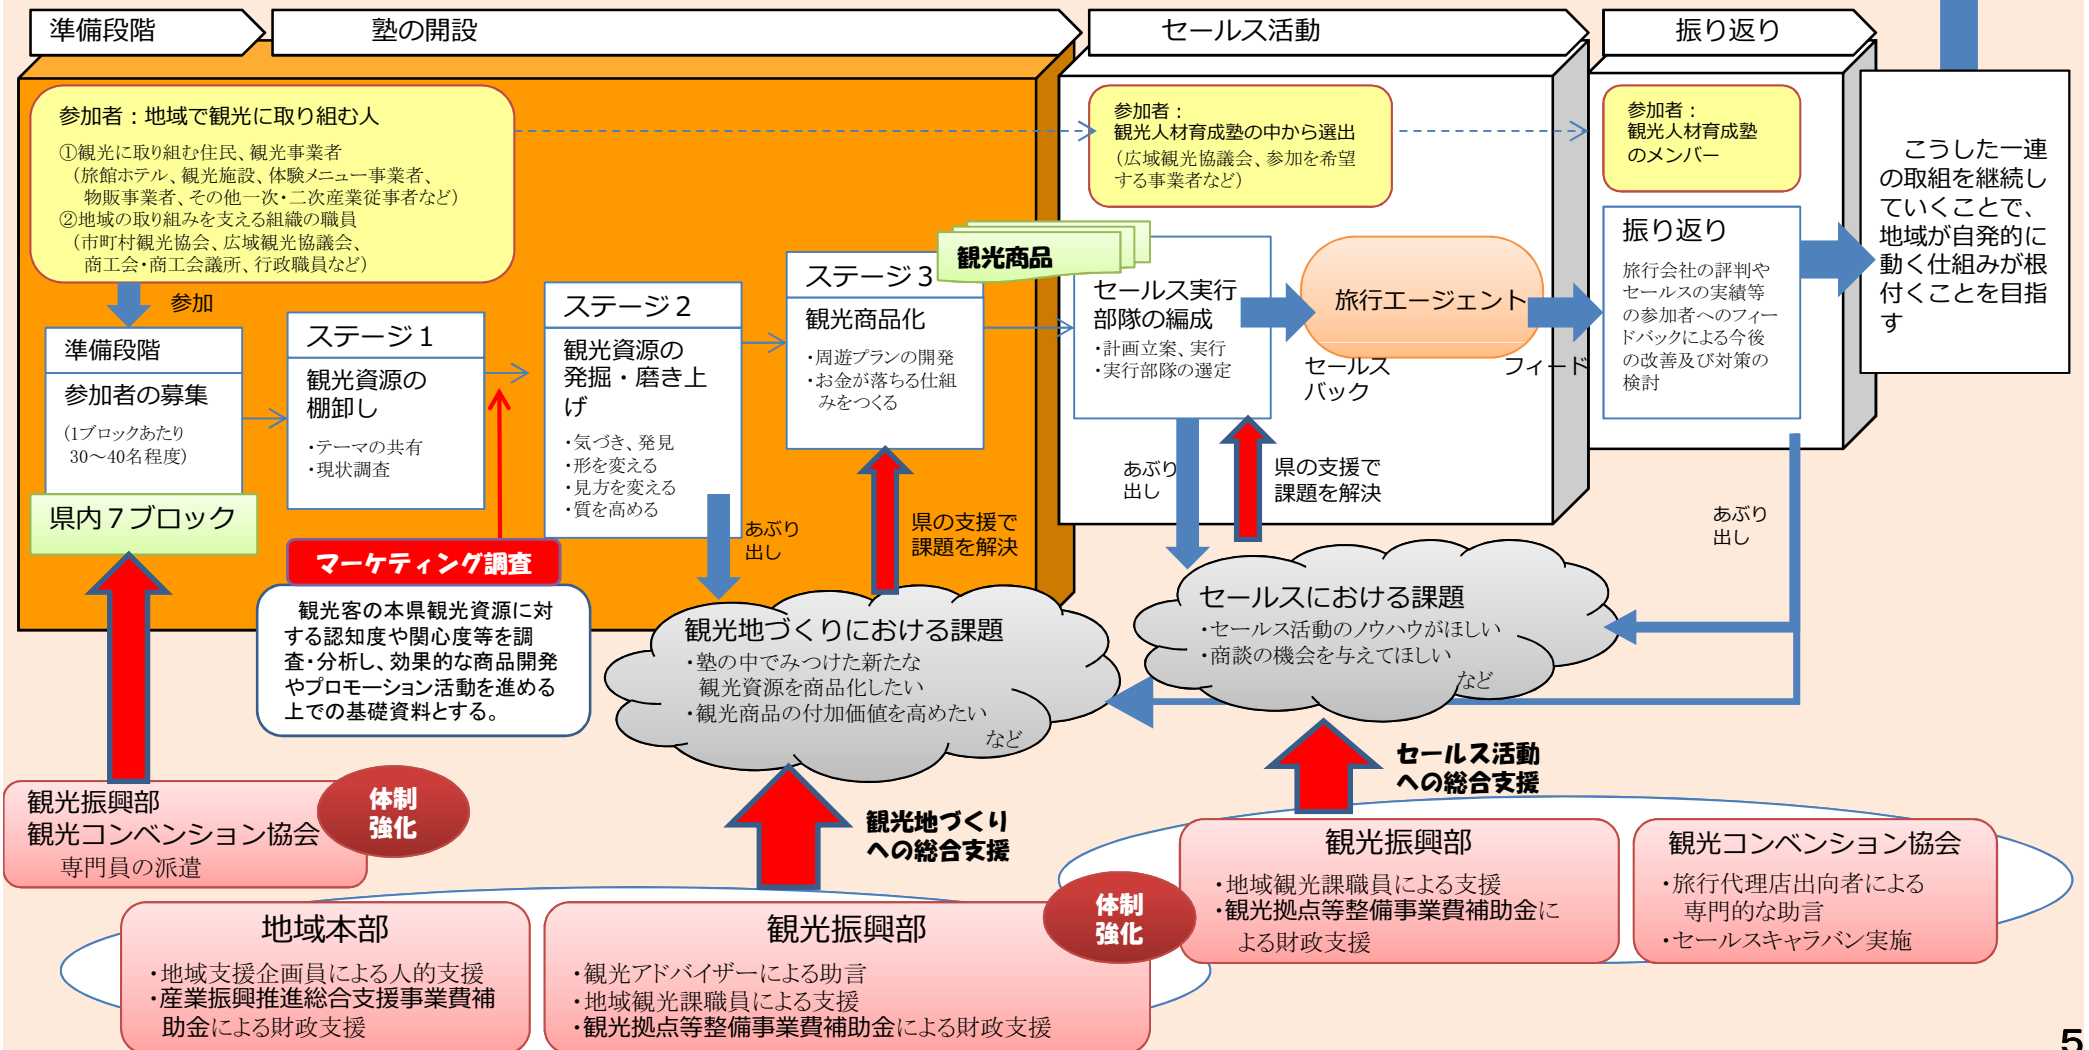 準備段階
塾の開設
セールス活動
振り返り
参加者：地域で観光に取り組む人
①観光に取り組む住民、観光事業者
（旅館ホテル、観光施設、体験メニュー事業者、
物販事業者、その他一次・二次産業従事者など）
②地域の取り組みを支える組織の職員
（市町村観光協会、広域観光協議会、
商工会・商工会議所、行政職員など）
参加者：
観光人材育成塾の中から選出
（広域観光協議会、参加を希望
する事業者など）
参加者：
観光人材育成塾
のメンバー
こうした一連
の取組を継続し
ていくことで、
地域が自発的に
動く仕組みが根
付くことを目指
す
参加
準備段階
参加者の募集
（1ブロックあたり
30～40名程度）
県内７ブロック
ステージ１
観光資源の
棚卸し
・テーマの共有
・現状調査
ステージ２
観光資源の
発掘・磨き上
げ
・気づき、発見
・形を変える
・見方を変える
・質を高める
ステージ３
観光商品化
・周遊プランの開発
・お金が落ちる仕組
みをつくる
観光商品
セールス実行
部隊の編成
・計画立案、実行
・実行部隊の選定
旅行エージェント
セールス
バック
フィード
振り返り
旅行会社の評判や
セールスの実績等
の参加者へのフィー
ドバックによる今後
の改善及び対策の
検討
マーケティング調査
観光客の本県観光資源に対
する認知度や関心度等を調
査・分析し、効果的な商品開発
やプロモーション活動を進める
上での基礎資料とする。
あぶり
出し
県の支援で
課題を解決
あぶり
出し
県の支援で
課題を解決
あぶり
出し
観光地づくりにおける課題
・塾の中でみつけた新たな
観光資源を商品化したい
・観光商品の付加価値を高めたい
など
セールスにおける課題
・セールス活動のノウハウがほしい
・商談の機会を与えてほしい
など
観光振興部
観光コンベンション協会
専門員の派遣
体制
強化
観光地づくり
への総合支援
セールス活動
への総合支援
地域本部
・地域支援企画員による人的支援
・産業振興推進総合支援事業費補
助金による財政支援
観光振興部
・観光アドバイザーによる助言
・地域観光課職員による支援
・観光拠点等整備事業費補助金による財政支援
体制
強化
観光振興部
・地域観光課職員による支援
・観光拠点等整備事業費補助金に
よる財政支援
観光コンベンション協会
・旅行代理店出向者による
専門的な助言
・セールスキャラバン実施
5